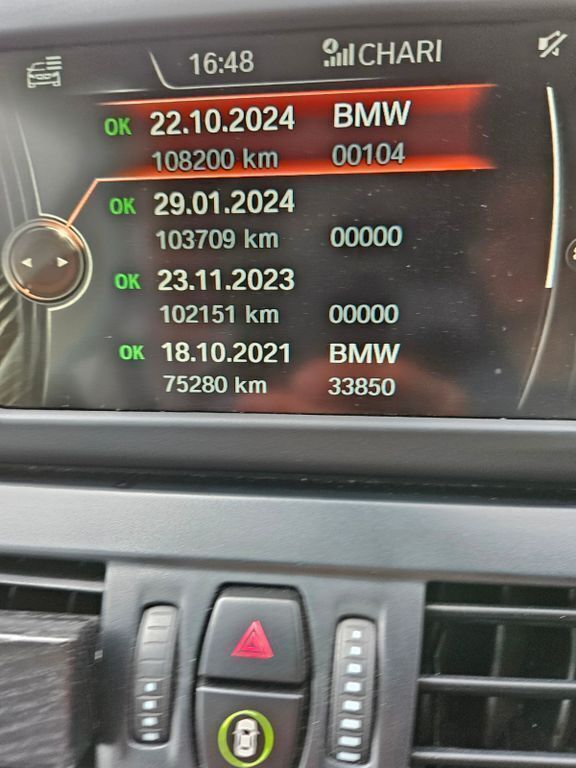 16:48 CHARI
OK 22.10.2024 BMW
108200 km 00104
OK 29.01.2024
103709 km 00000
OK 23.11.2023
102151 km 00000
OK 18.10.2021 BMW
75280 km 33850